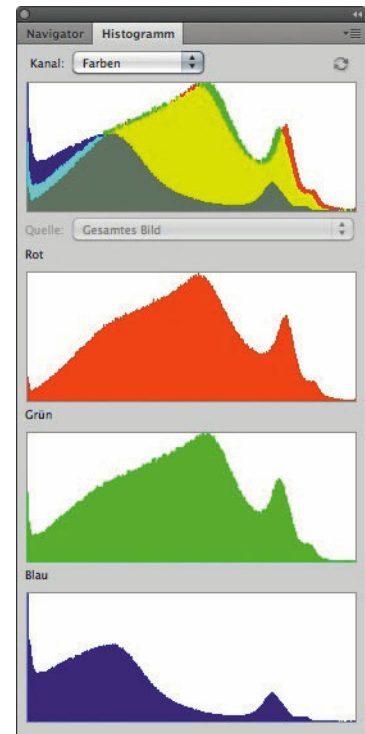 Navigator Histogramm
Kanal: Farben
Quelle: Gesamtes Bild
Rot
Grün
Blau